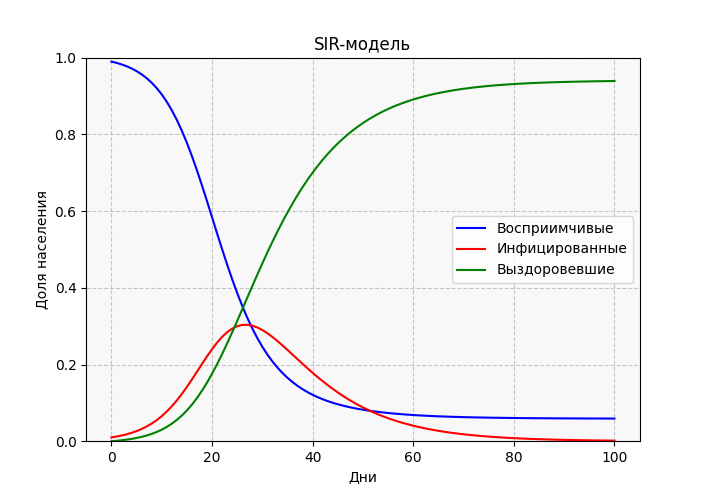 SIR-модель
1.0
0.8
0.6
0.4
0.2
0.0
Доля населения
Восприимчивые
Инфицированные
Выздоровевшие
0 20 40 60 80 100
Дни